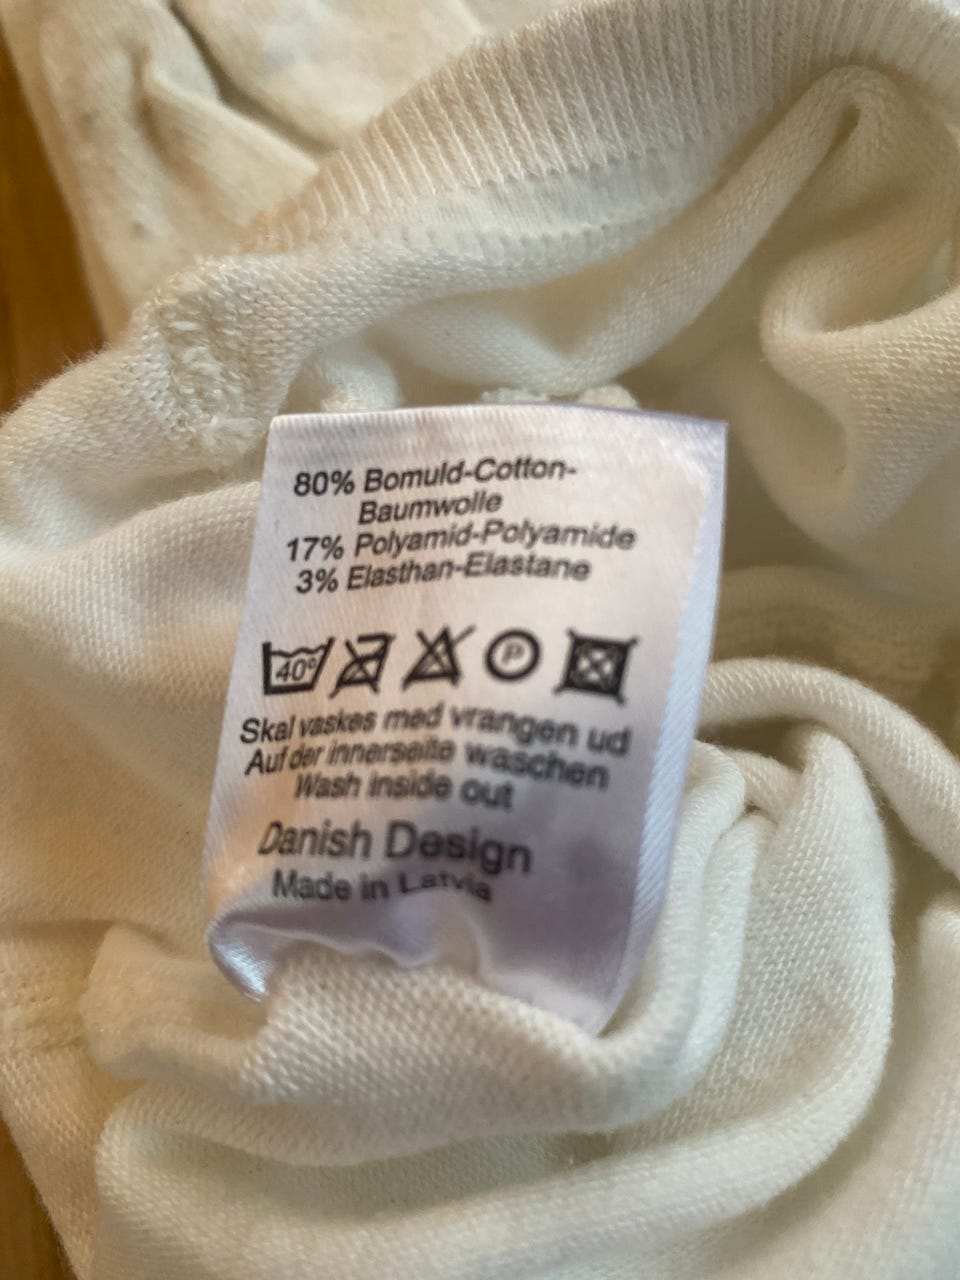 80% Bomuld-Cotton-
Baumwolle
17% Polyamid-Polyamide
3% Elasthan-Elastane
40° P
Skal vaskes med vrangen ud
Auf der innerseite waschen
Wash inside out
Danish Design
Made in Latvia